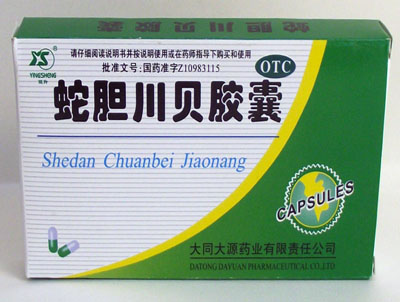 YS
YINGSHENG
请仔细阅读说明书并按说明使用或在药师指导下购买和使用
批准文号:国药准字Z10983115
OTC
蛇胆川贝胶囊
Shedan Chuanbei Jiaonang
CAPSULES
大同大源药业有限责任公司
DATONG DAYUAN PHARMACEUTICAL CO.,LTD